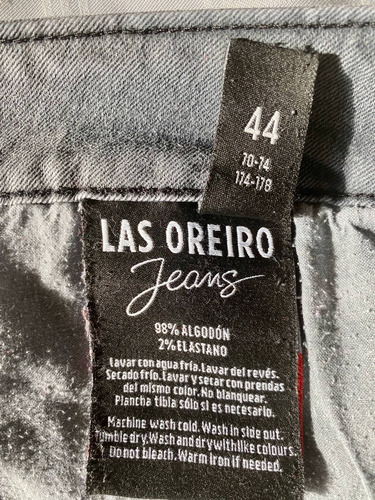 44
70-74
174-178
LAS OREIRO
Jeans
98% ALGODÓN
2% ELASTANO
Lavar con agua fría. Lavar del revés.
Secado frío. Lavar y secar con prendas
del mismo color. No blanquear.
Plancha tibia sólo si es necesario.
Machine wash cold. Wash in side out.
Tumble dry. Wash and dry with like colours.
Do not bleach. Warm iron if needed.